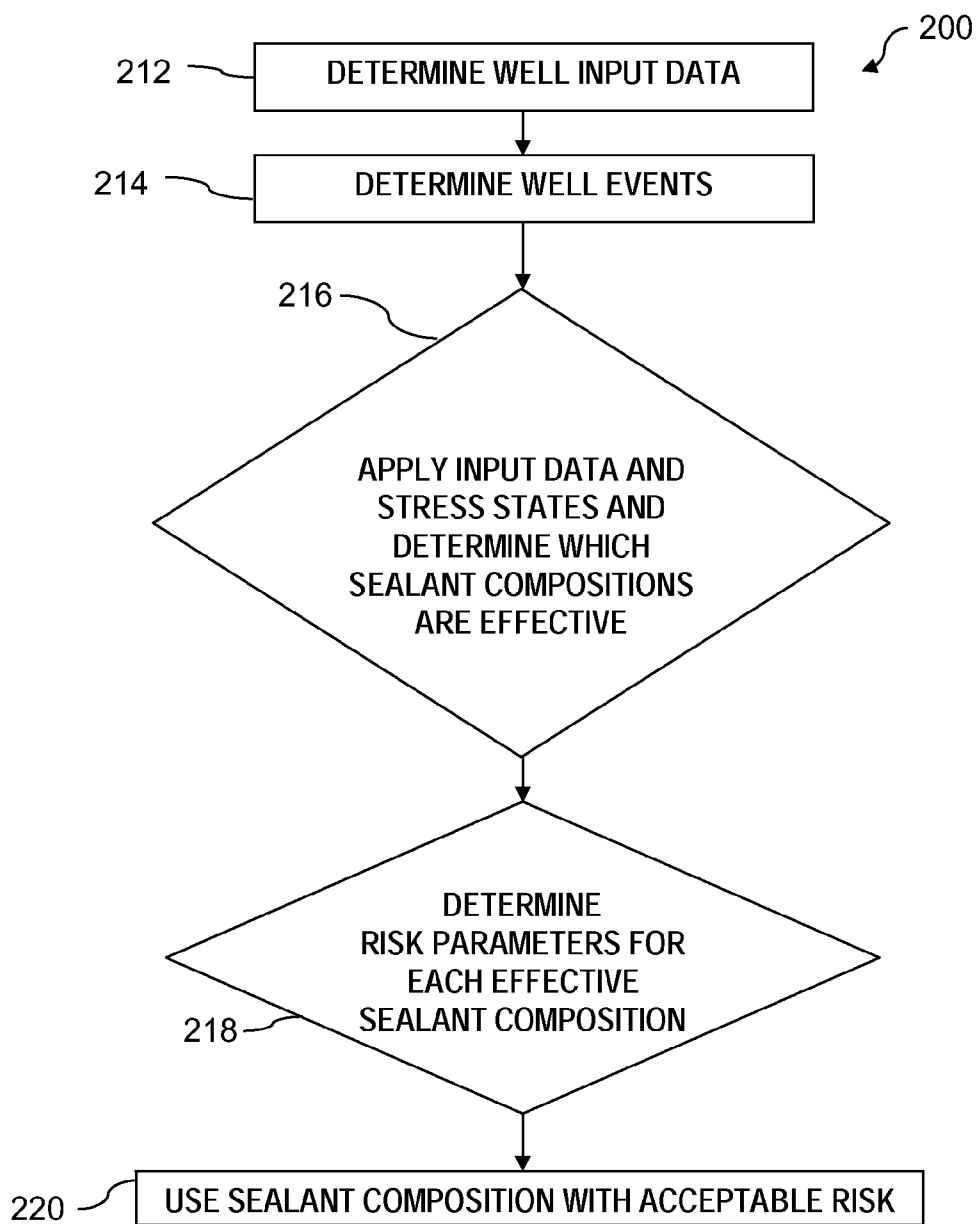 200
212
DETERMINE WELL INPUT DATA
214
DETERMINE WELL EVENTS
216
APPLY INPUT DATA AND
STRESS STATES AND
DETERMINE WHICH
SEALANT COMPOSITIONS
ARE EFFECTIVE
DETERMINE
RISK PARAMETERS FOR
EACH EFFECTIVE
SEALANT COMPOSITION
218
220
USE SEALANT COMPOSITION WITH ACCEPTABLE RISK